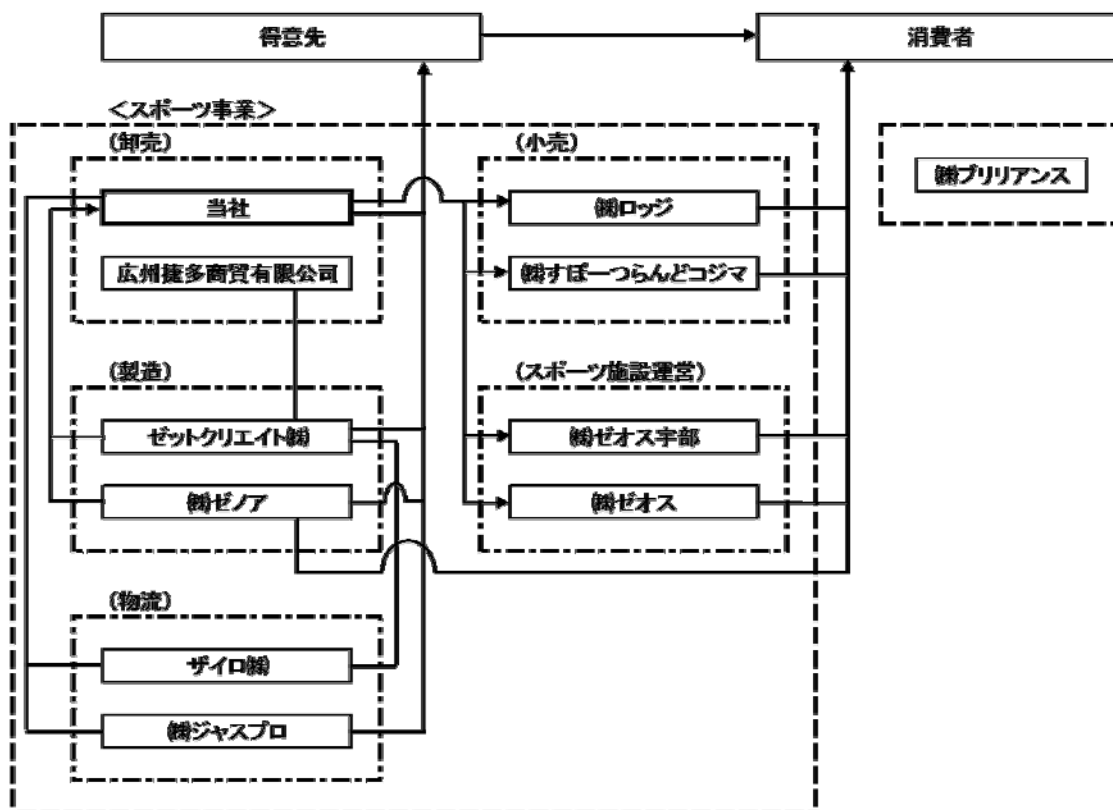 得意先
消費者
<スポーツ事業>
(卸売)
(小売)
㈱ブリリアンス
当社
㈱ロッジ
広州捷多商貿有限公司
㈱すぽーつらんどコジマ
(製造)
(スポーツ施設運営)
ゼットクリエイト㈱
㈱ゼオス宇部
㈱ゼノア
㈱ゼオス
(物流)
ザイロ㈱
㈱ジャスプロ